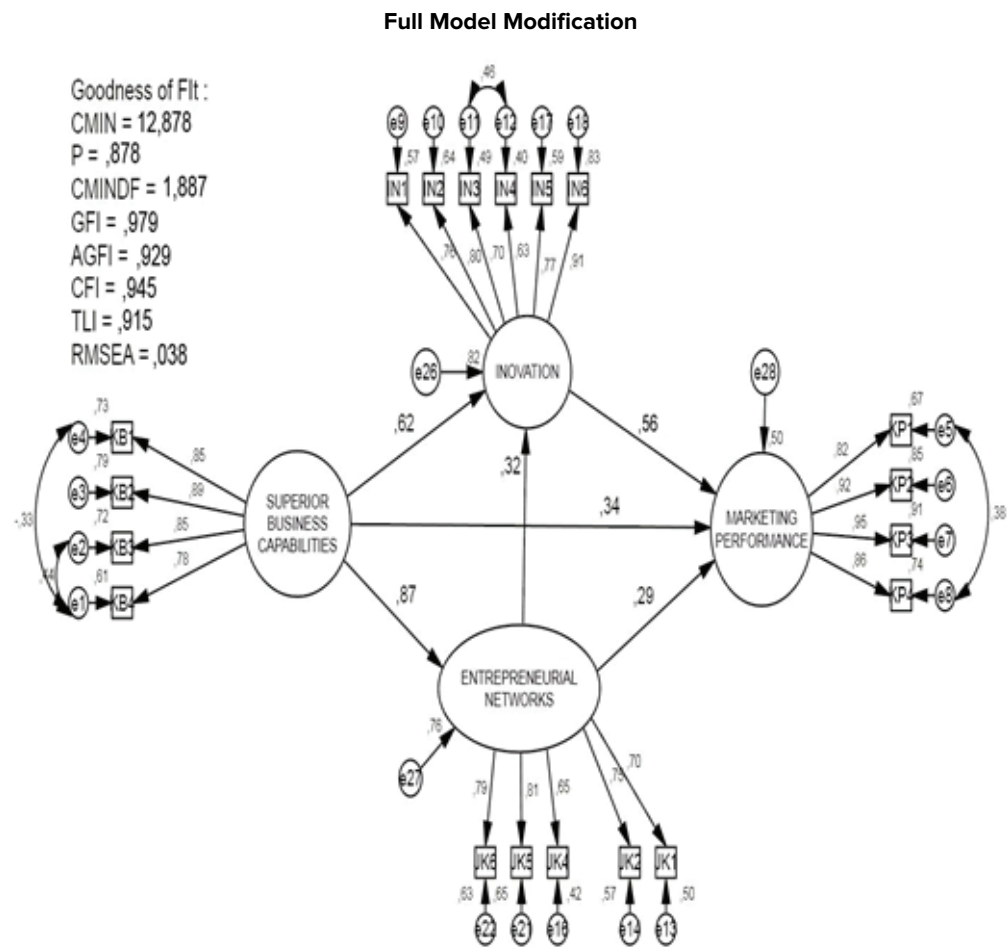 Full Model Modification
Goodness of FIt :
CMIN = 12,878
P = ,878
CMINDF = 1,887
GFI = ,979
AGFI = ,929
CFI = ,945
TLI = ,915
RMSEA = ,038
,46
e9 e10 e11 e12 e17 e18
,57 ,64 ,49 ,40 ,59 ,83
IN1 IN2 IN3 IN4 IN5 IN6
,76 ,80 ,70 ,63 ,77 ,91
e26 ,82 INOVATION
e28
,62 ,56 ,50
,32
,73
e4 KB ,85
,79
e3 KB2 ,89
,72
e2 KB3 ,85
,61
e1 KB4 ,78
-,33
SUPERIOR
BUSINESS
CAPABILITIES
,34
MARKETING
PERFORMANCE
,67
,82 KP e5
,85
,92 KP2 e6
,91
,95 KP3 e7
,74
,86 KP4 e8
,38
,87 ,29
ENTREPRENEURIAL
NETWORKS
,76
e27
,79 ,81 ,65 ,75 ,70
JK6 JK5 JK4 JK2 JK1
,63 ,65 ,42 ,57 ,50
e22 e21 e16 e14 e13